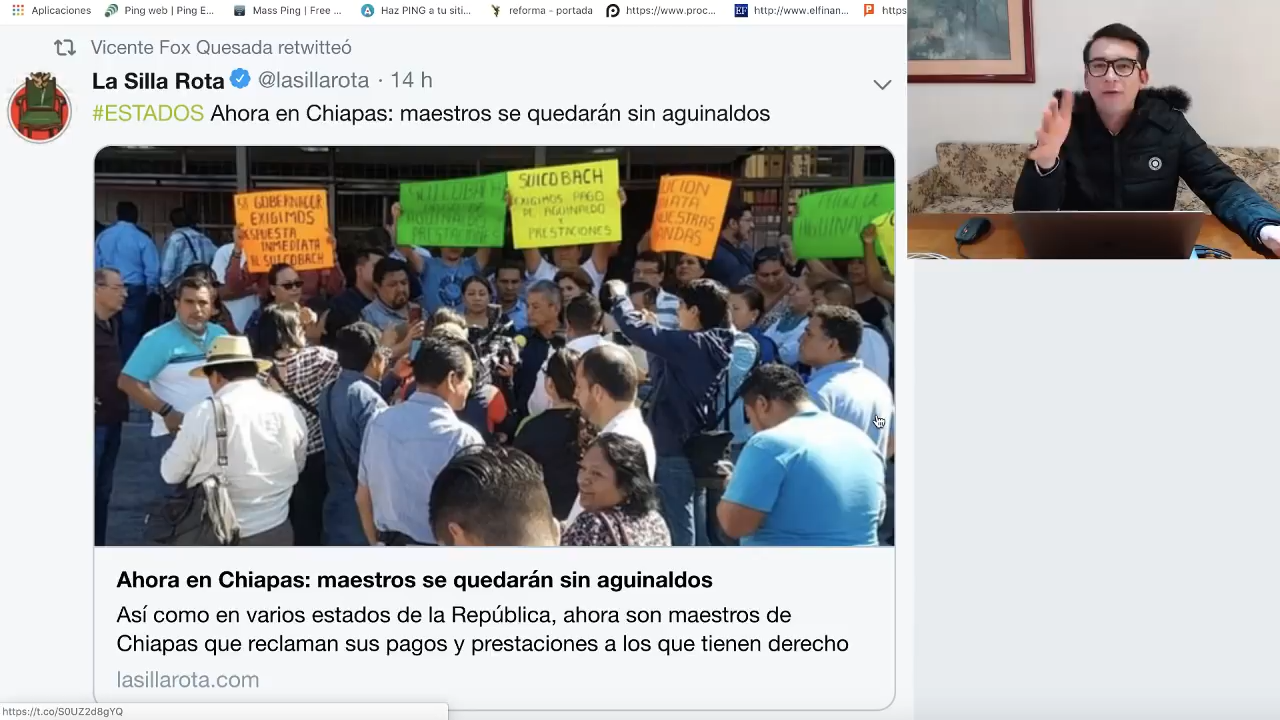 Aplicaciones
Ping web | Ping E...
Mass Ping | Free ...
Haz PING a tu siti...
reforma - portada
https://www.proc...
http://www.elfinan...
https
Vicente Fox Quesada retwitteó
La Silla Rota @lasillarota · 14 h
#ESTADOS Ahora en Chiapas: maestros se quedarán sin aguinaldos
GOBERNADOR
EXIGIMOS
INMEDIATA
AL SUICOBACH
SUICOBACH
EXIGIMOS PAGO
DE AGUINALDO
Y
PRESTACIONES
Ahora en Chiapas: maestros se quedarán sin aguinaldos
Así como en varios estados de la República, ahora son maestros de
Chiapas que reclaman sus pagos y prestaciones a los que tienen derecho
lasillarota.com
https://t.co/S0UZ2d8gYQ